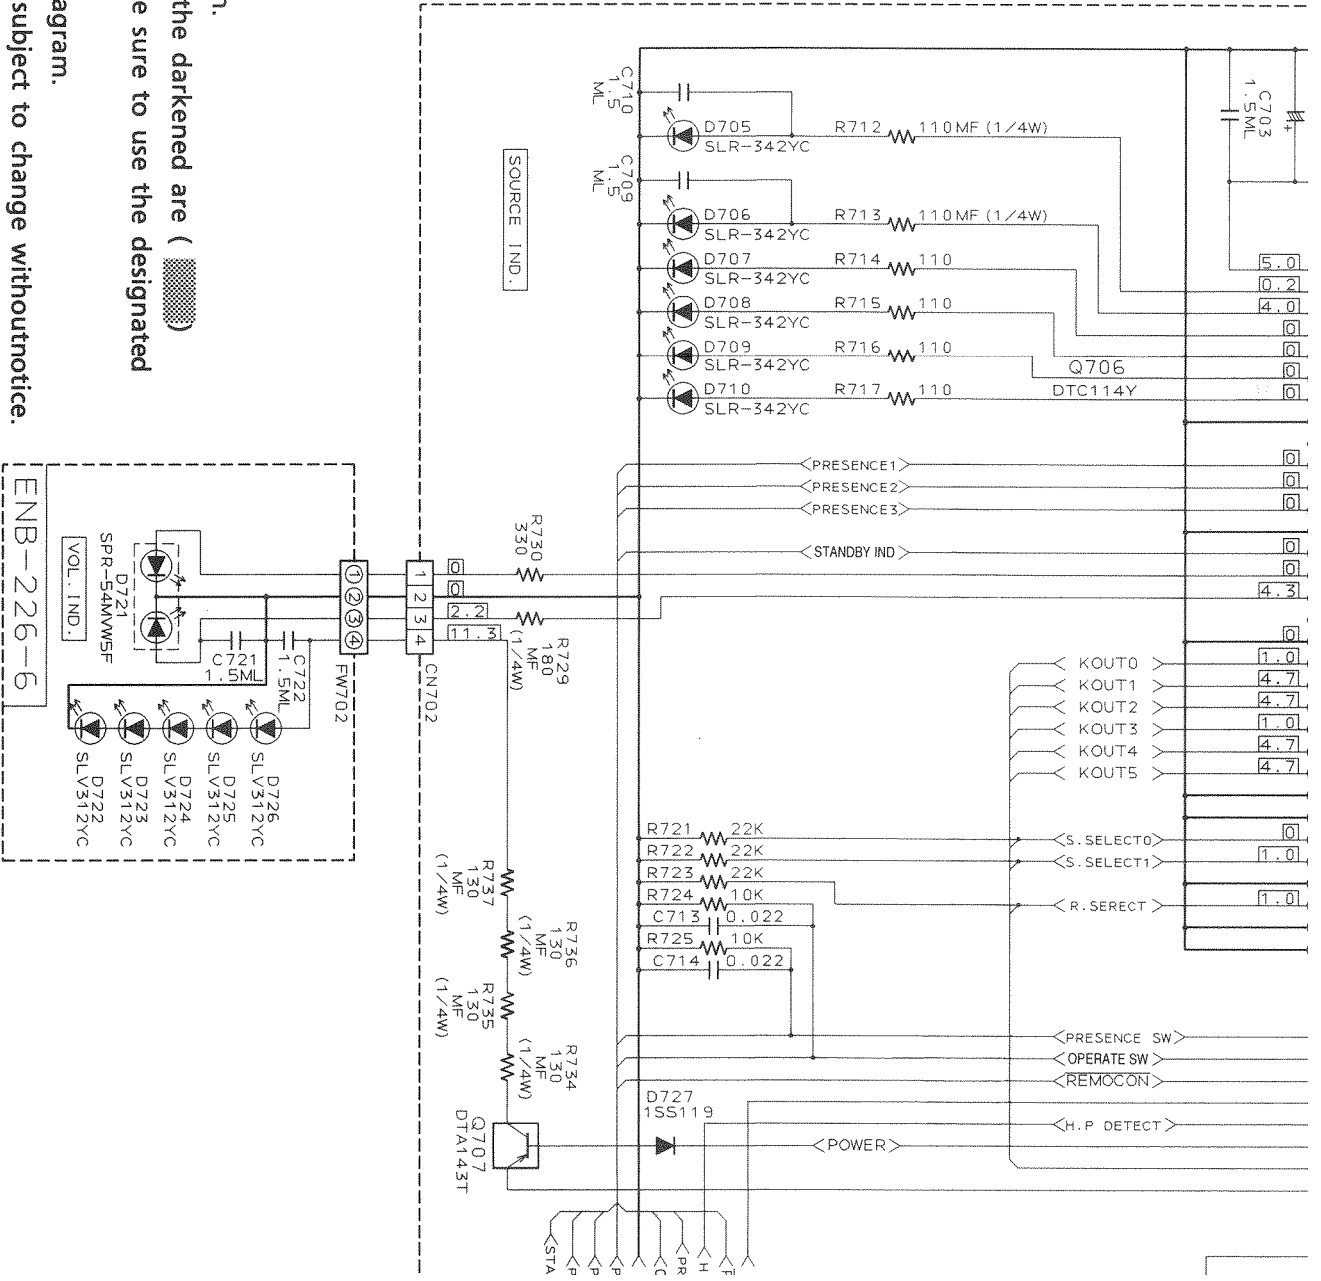 the darkened are ( )
e sure to use the designated
agram.
subject to change withoutnotice.
SOURCE IND.
C710
1.5
ML
D705
SLR-342YC
R712
110MF(1/4W)
C709
1.5
ML
D706
SLR-342YC
R713
110MF(1/4W)
D707
SLR-342YC
R714
110
D708
SLR-342YC
R715
110
D709
SLR-342YC
R716
110
D710
SLR-342YC
R717
110
Q706
DTC114Y
C703
1.5ML
+
5.0
0.2
4.0
0
0
0
0
<PRESENCE1>
0
<PRESENCE2>
0
<PRESENCE3>
0
<STANDBY IND>
0
0
4.3
0
R730
330
R729
180
MF
(1/4W)
0
0
2.2
11.3
1
2
3
4
CN702
①
②
③
④
FW702
ENB-226-6
VOL. IND.
D721
SPR-54MVW5F
C721
1.5ML
C722
1.5ML
D722
SLV312YC
D723
SLV312YC
D724
SLV312YC
D725
SLV312YC
D726
SLV312YC
< KOUT0 >
1.0
< KOUT1 >
4.7
< KOUT2 >
4.7
< KOUT3 >
1.0
< KOUT4 >
4.7
< KOUT5 >
4.7
R721
22K
<S.SELECT0>
0
R722
22K
<S.SELECT1>
1.0
R723
22K
R724
10K
<R.SERECT>
1.0
C713
0.022
R725
10K
C714
0.022
R737
130
MF
(1/4W)
R736
130
MF
(1/4W)
R735
130
MF
(1/4W)
R734
130
MF
(1/4W)
<PRESENCE SW>
<OPERATE SW>
<REMOCON>
D727
1SS119
<H.P DETECT>
<POWER>
Q707
DTA143T
<STA
<P
<P
<P
<PR
<H